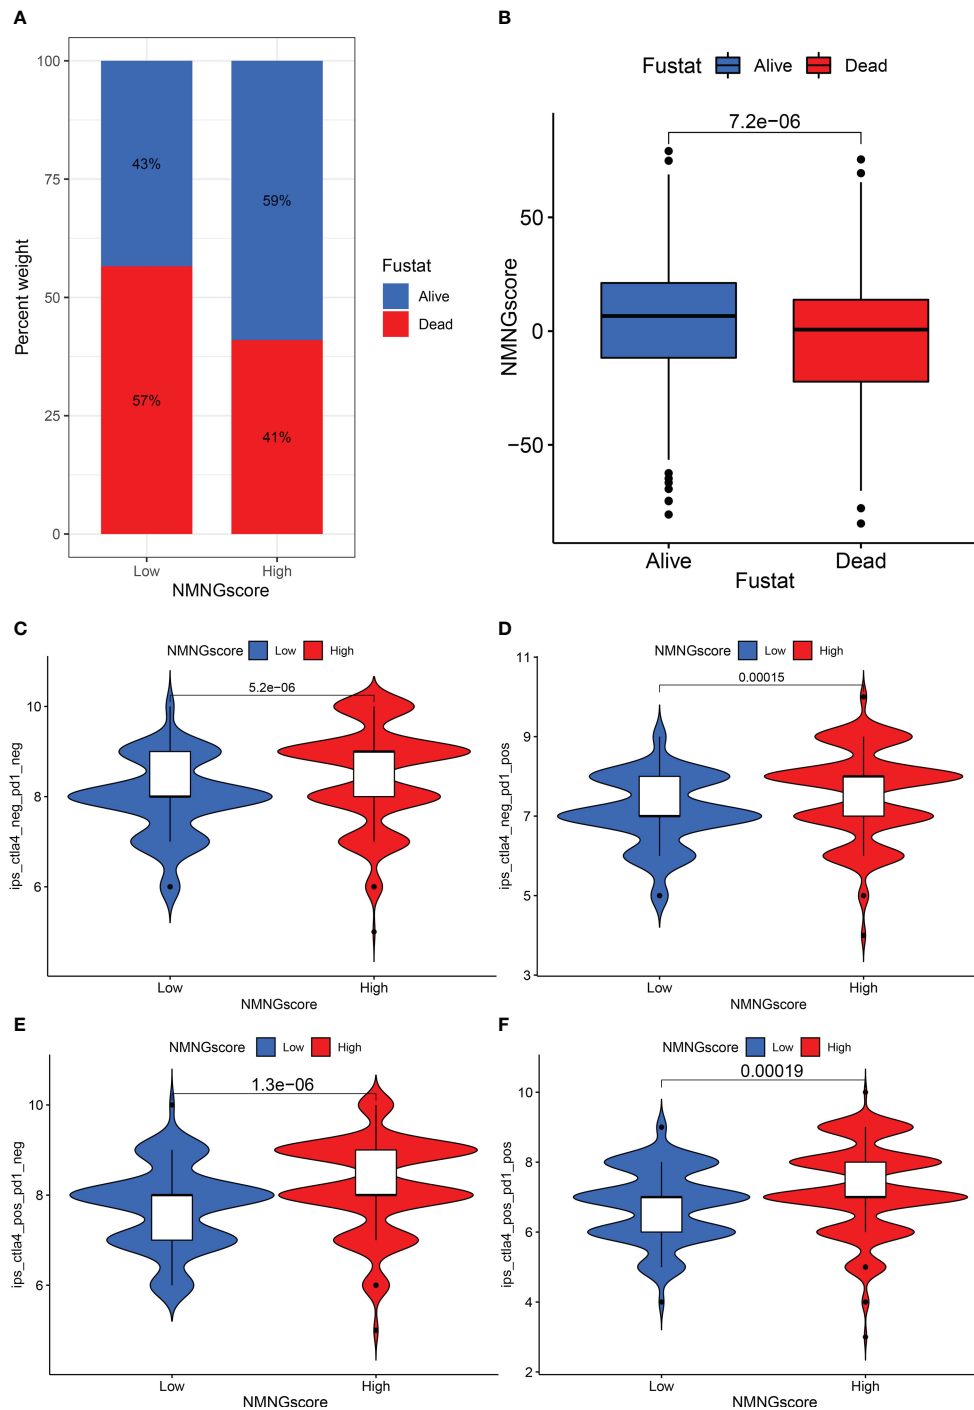 A
100
75
50
25
0
Percent weight
43%
57%
59%
41%
Low
High
NMNGscore
Fustat
Alive
Dead
B
Fustat Alive Dead
7.2e−06
50
0
−50
NMNGscore
Alive
Dead
Fustat
C
NMNGscore Low High
5.2e−06
10
8
6
ips_ctla4_neg_pd1_neg
Low
High
NMNGscore
D
NMNGscore Low High
0.00015
11
9
7
5
3
ips_ctla4_neg_pd1_pos
Low
High
NMNGscore
E
NMNGscore Low High
1.3e−06
10
8
6
ips_ctla4_pos_pd1_neg
Low
High
NMNGscore
F
NMNGscore Low High
0.00019
10
8
6
4
2
ips_ctla4_pos_pd1_pos
Low
High
NMNGscore